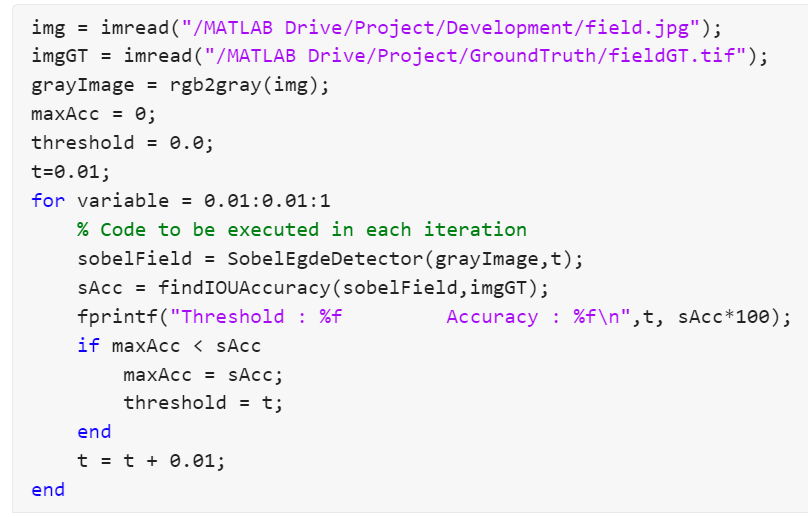 img = imread("/MATLAB Drive/Project/Development/field.jpg");
imgGT = imread("/MATLAB Drive/Project/GroundTruth/fieldGT.tif");
grayImage = rgb2gray(img);
maxAcc = 0;
threshold = 0.0;
t=0.01;
for variable = 0.01:0.01:1
    % Code to be executed in each iteration
    sobelField = SobelEgdeDetector(grayImage,t);
    sAcc = findIOUAccuracy(sobelField,imgGT);
    fprintf("Threshold : %f         Accuracy : %f\n",t, sAcc*100);
    if maxAcc < sAcc
        maxAcc = sAcc;
        threshold = t;
    end
    t = t + 0.01;
end